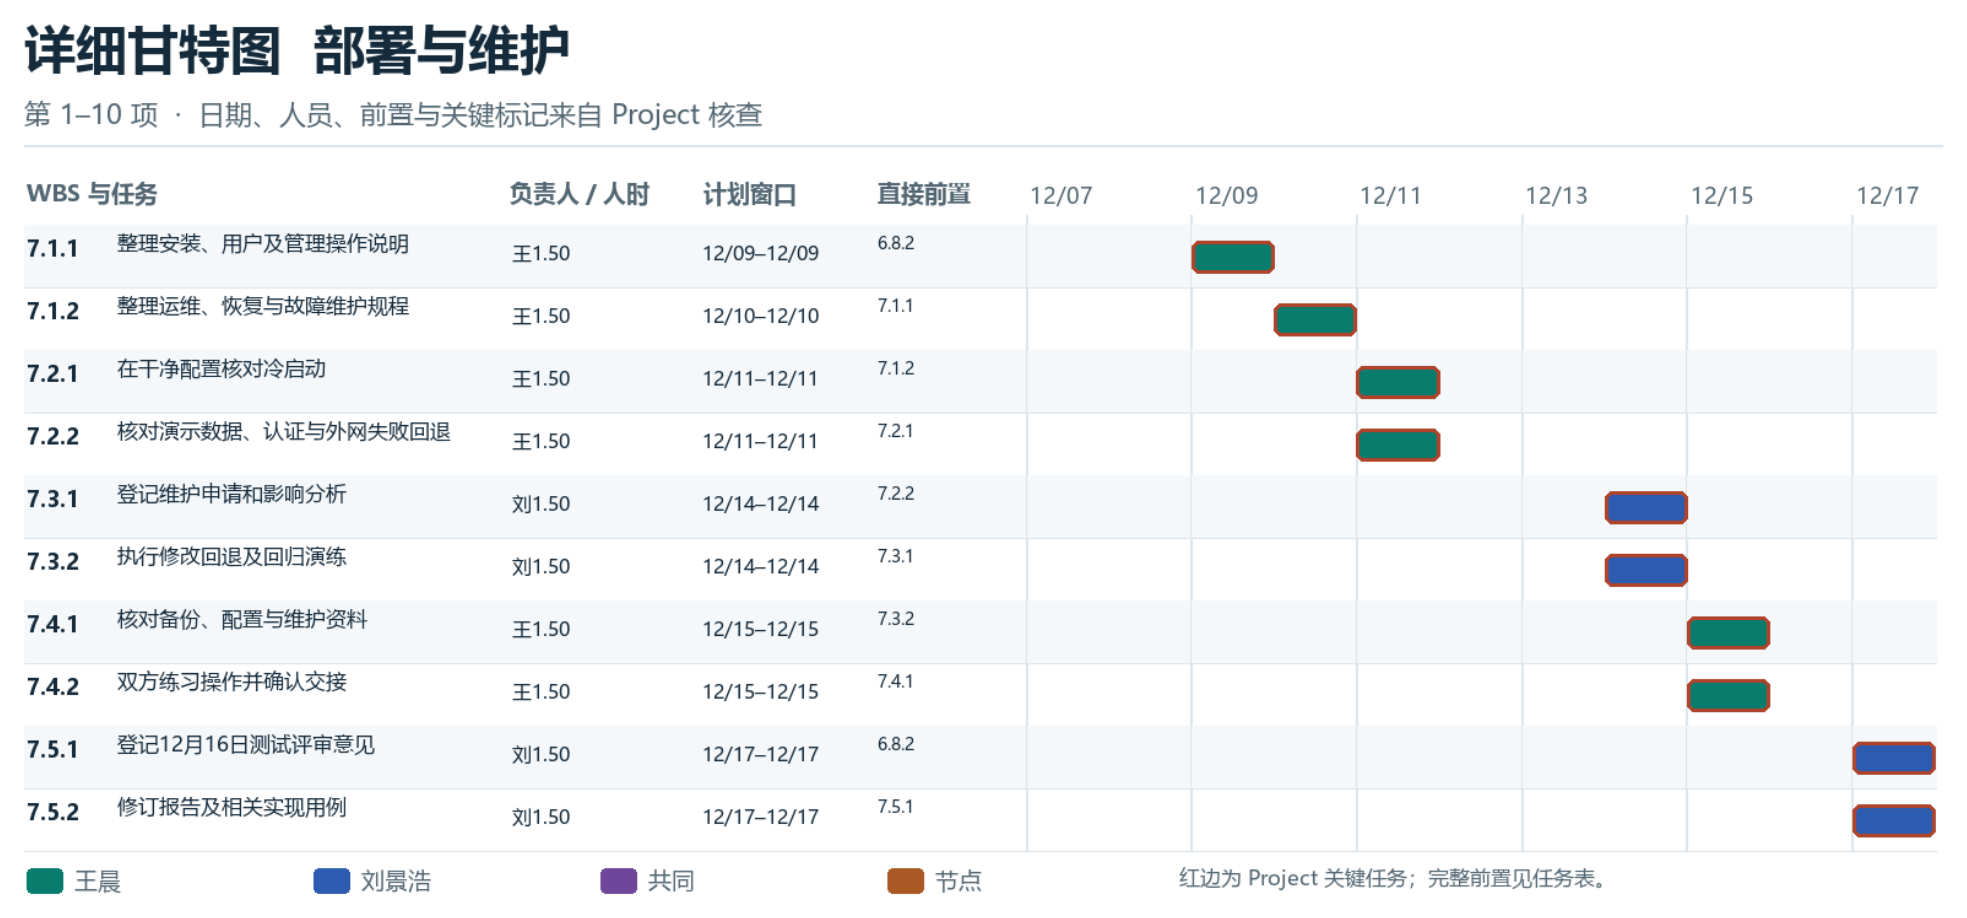 详细甘特图 部署与维护
第 1–10 项 · 日期、人员、前置与关键标记来自 Project 核查
WBS 与任务 负责人 / 人时 计划窗口 直接前置 12/07 12/09 12/11 12/13 12/15 12/17
7.1.1 整理安装、用户及管理操作说明 王1.50 12/09–12/09 6.8.2
7.1.2 整理运维、恢复与故障维护规程 王1.50 12/10–12/10 7.1.1
7.2.1 在干净配置核对冷启动 王1.50 12/11–12/11 7.1.2
7.2.2 核对演示数据、认证与外网失败回退 王1.50 12/11–12/11 7.2.1
7.3.1 登记维护申请和影响分析 刘1.50 12/14–12/14 7.2.2
7.3.2 执行修改回退及回归演练 刘1.50 12/14–12/14 7.3.1
7.4.1 核对备份、配置与维护资料 王1.50 12/15–12/15 7.3.2
7.4.2 双方练习操作并确认交接 王1.50 12/15–12/15 7.4.1
7.5.1 登记12月16日测试评审意见 刘1.50 12/17–12/17 6.8.2
7.5.2 修订报告及相关实现用例 刘1.50 12/17–12/17 7.5.1
王晨 刘景浩 共同 节点 红边为 Project 关键任务；完整前置见任务表。